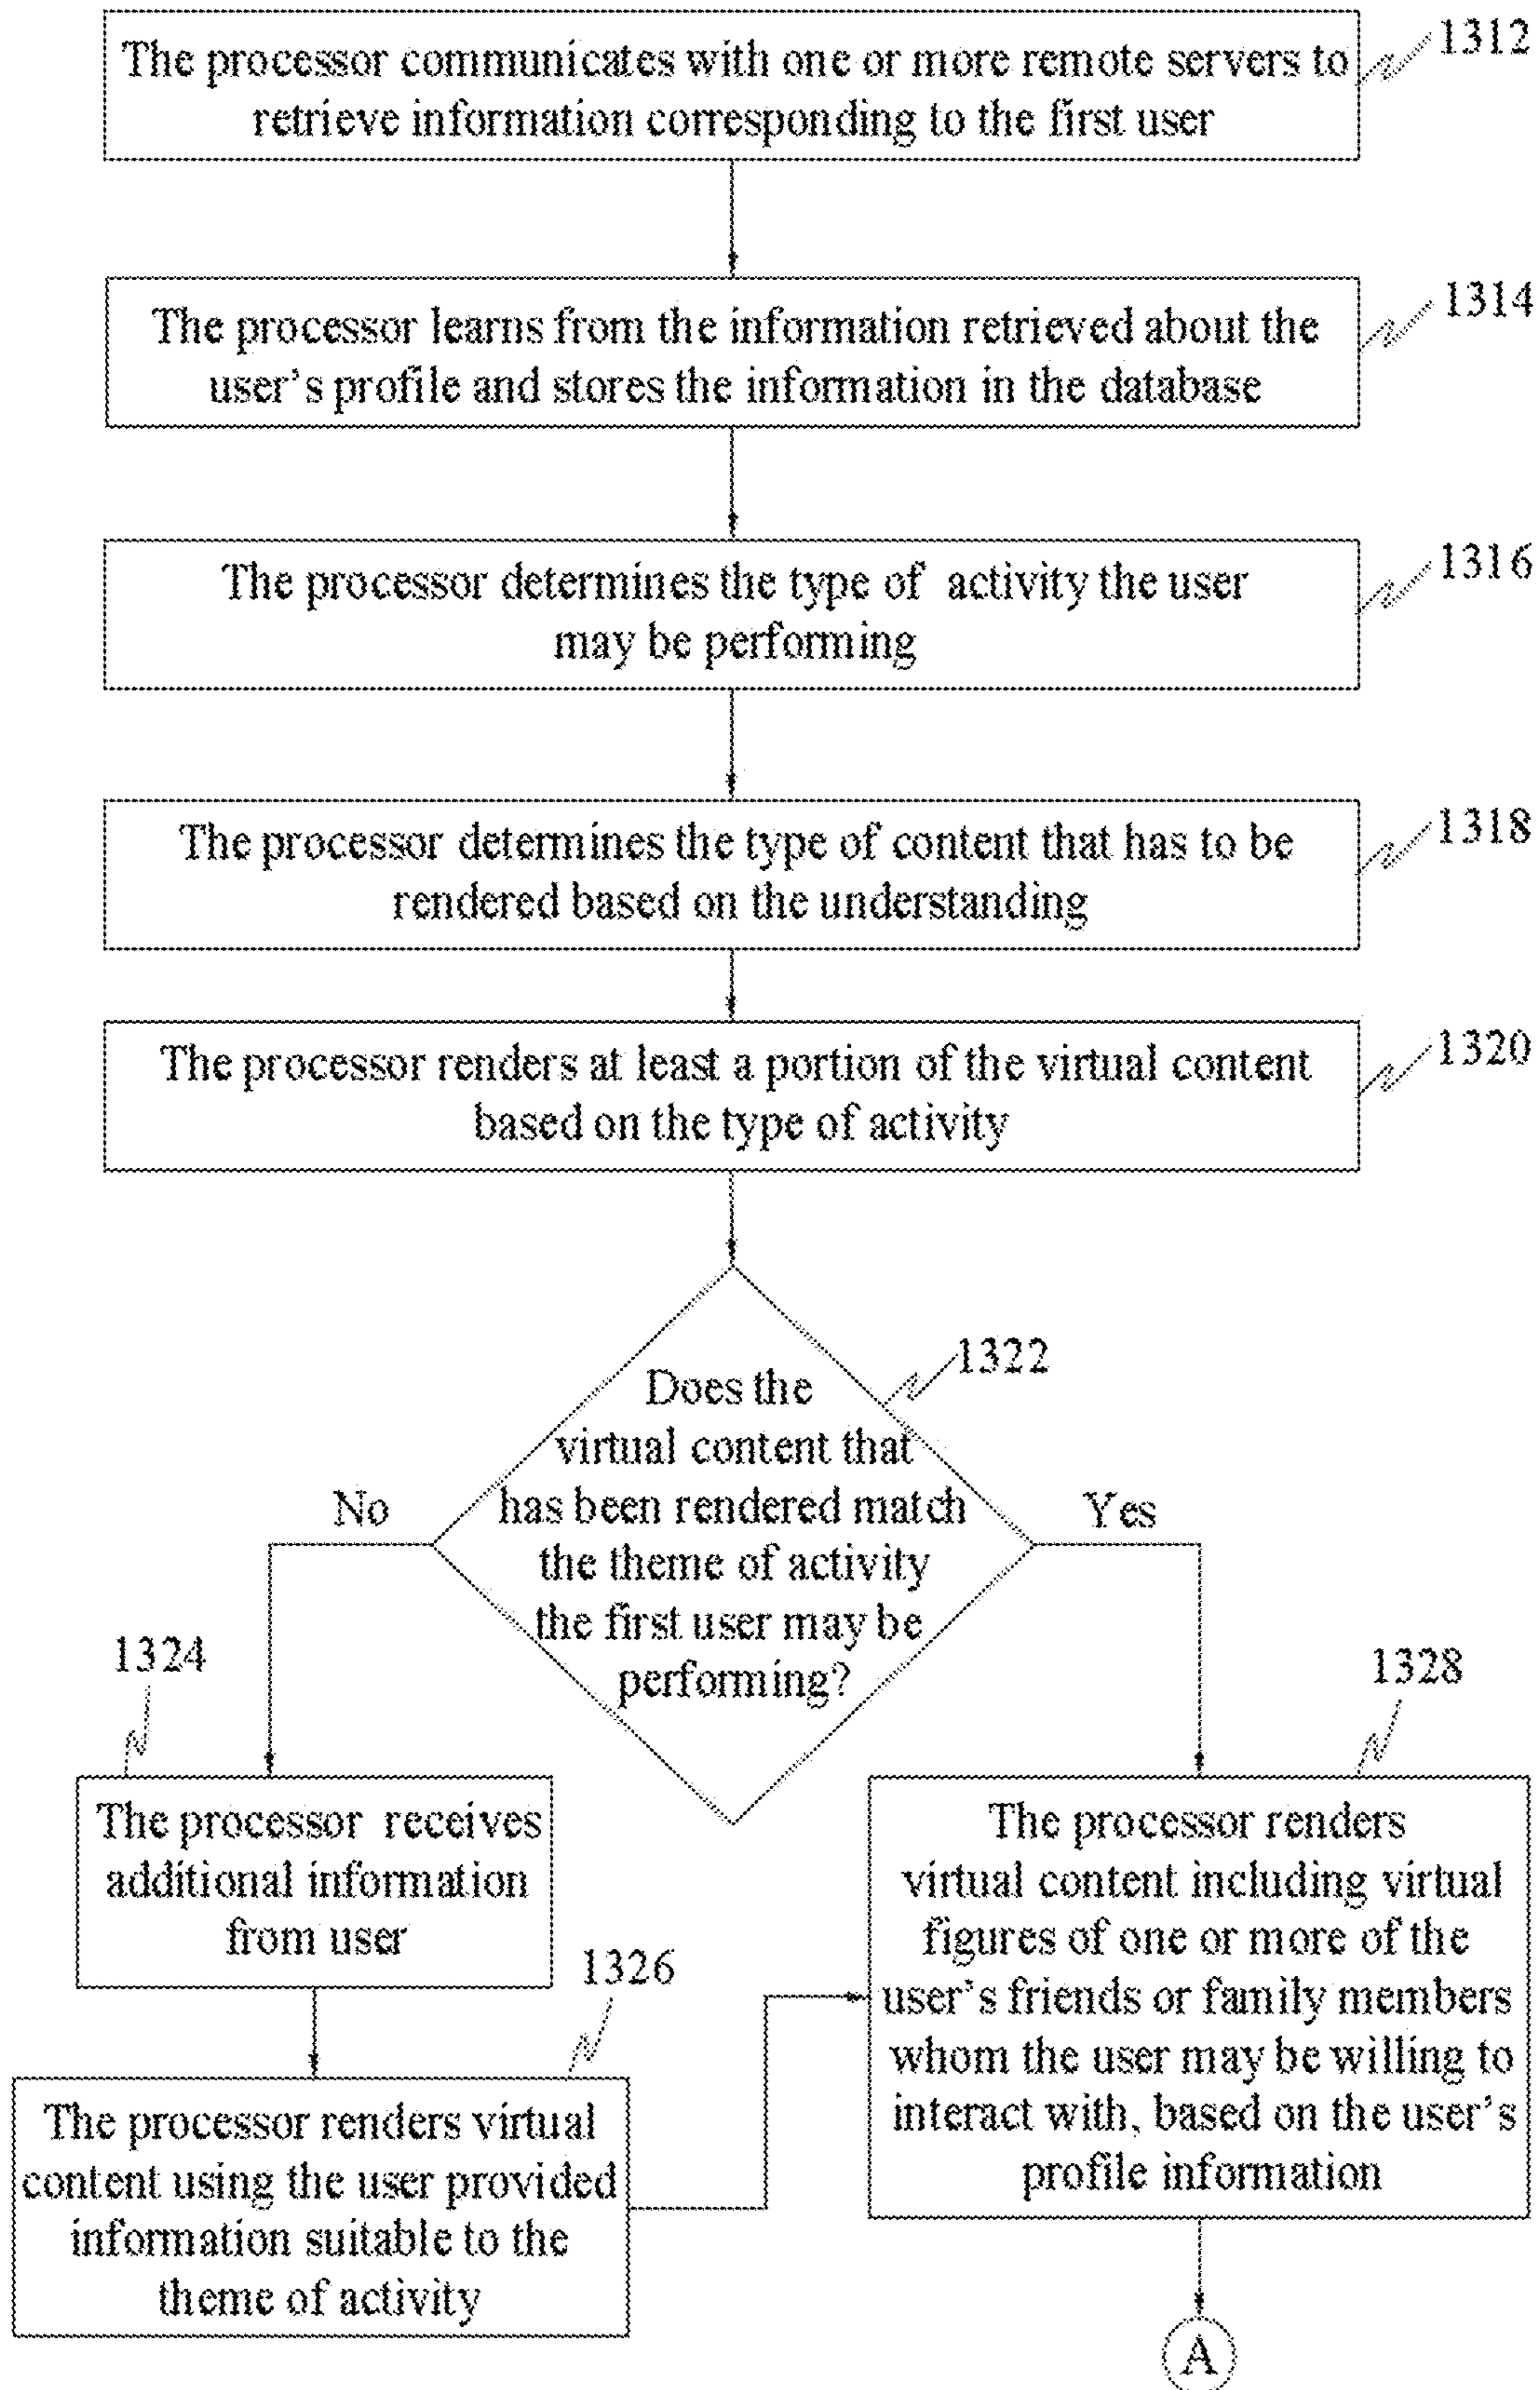 The processor communicates with one or more remote servers to
retrieve information corresponding to the first user
1312
The processor learns from the information retrieved about the
user's profile and stores the information in the database
1314
The processor determines the type of activity the user
may be performing
1316
The processor determines the type of content that has to be
rendered based on the understanding
1318
The processor renders at least a portion of the virtual content
based on the type of activity
1320
Does the
virtual content that
has been rendered match
the theme of activity
the first user may be
performing?
1322
No
Yes
1324
The processor receives
additional information
from user
1326
The processor renders virtual
content using the user provided
information suitable to the
theme of activity
1328
The processor renders
virtual content including virtual
figures of one or more of the
user's friends or family members
whom the user may be willing to
interact with, based on the user's
profile information
A